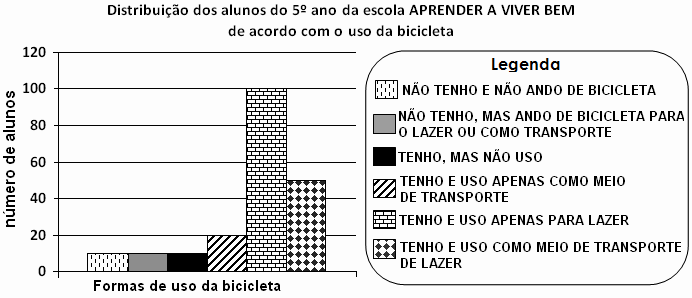 Distribuição dos alunos do 5º ano da escola APRENDER A VIVER BEM
de acordo com o uso da bicicleta
número de alunos
120
100
80
60
40
20
0
Formas de uso da bicicleta
Legenda
NÃO TENHO E NÃO ANDO DE BICICLETA
NÃO TENHO, MAS ANDO DE BICICLETA PARA
O LAZER OU COMO TRANSPORTE
TENHO, MAS NÃO USO
TENHO E USO APENAS COMO MEIO
DE TRANSPORTE
TENHO E USO APENAS PARA LAZER
TENHO E USO COMO MEIO DE TRANSPORTE
DE LAZER